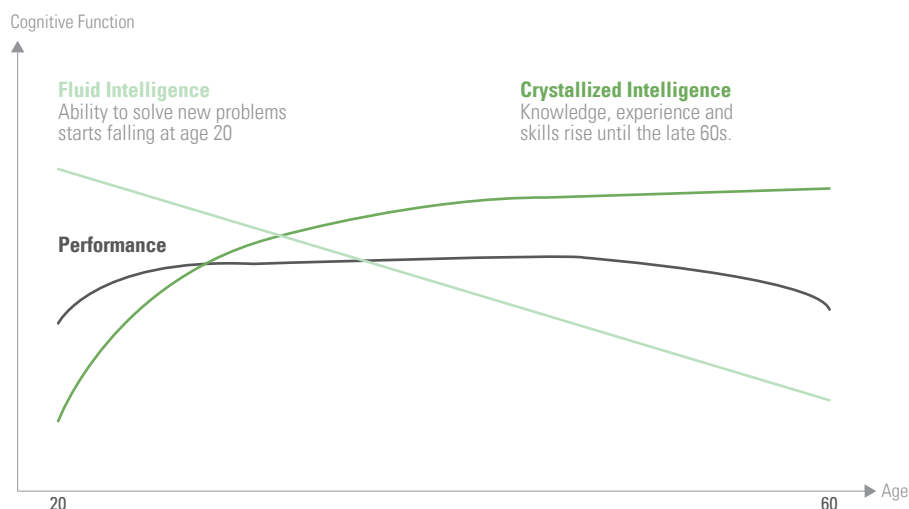 Cognitive Function
Fluid Intelligence
Ability to solve new problems
starts falling at age 20
Crystallized Intelligence
Knowledge, experience and
skills rise until the late 60s.
Performance
Age
20
60